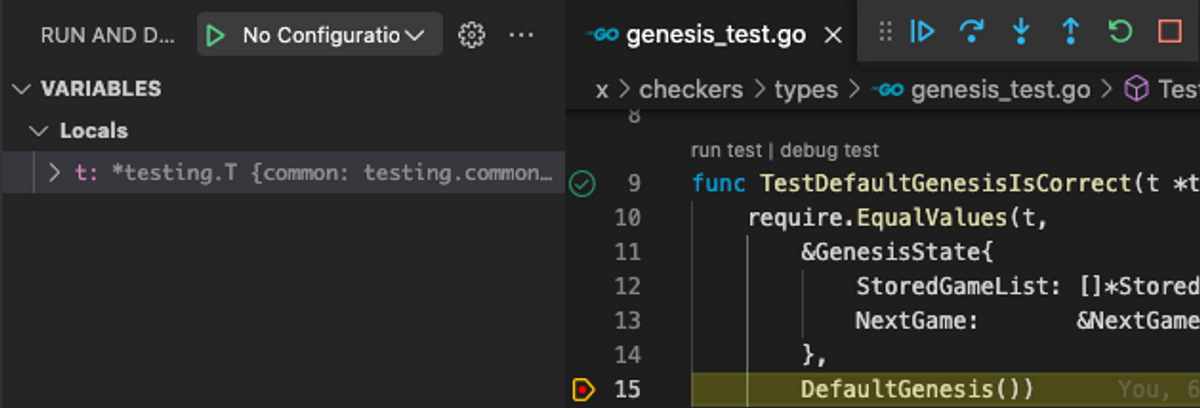 RUN AND D...
No Configuratio
GO genesis_test.go
VARIABLES
x > checkers > types > GO genesis_test.go > Tes
Locals
8
t: *testing.T {common: testing.common…
run test | debug test
9 func TestDefaultGenesisIsCorrect(t *t
10 require.EqualValues(t,
11 &GenesisState{
12 StoredGameList: []*Stored
13 NextGame: &NextGame
14 },
15 DefaultGenesis()) You, 6